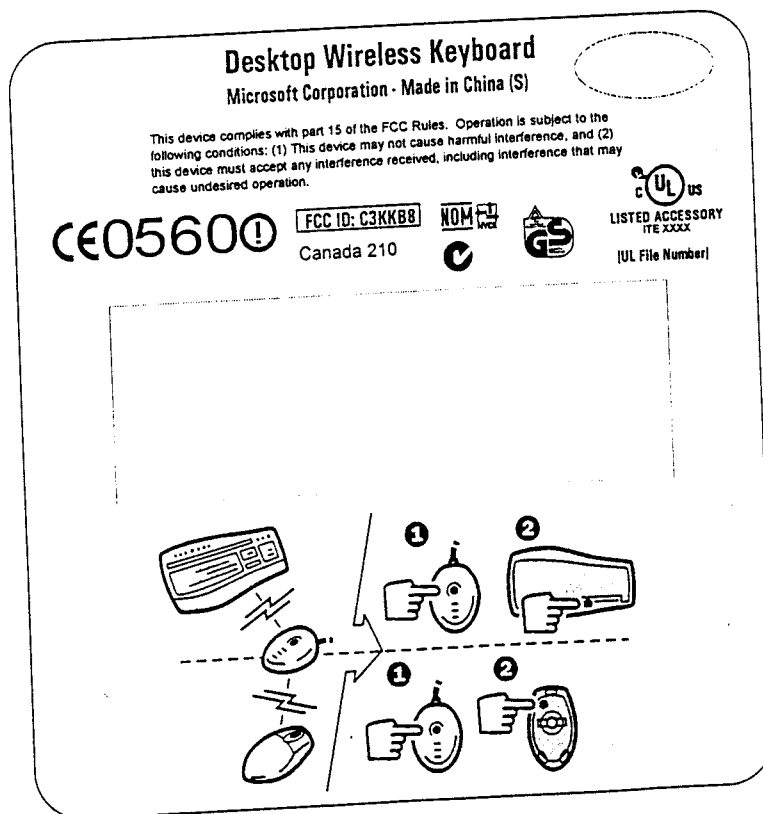 Desktop Wireless Keyboard
Microsoft Corporation - Made in China (S)
This device complies with part 15 of the FCC Rules. Operation is subject to the
following conditions: (1) This device may not cause harmful interference, and (2)
this device must accept any interference received, including interference that may
cause undesired operation.
CE0560!
FCC ID: C3KKB8
Canada 210
NOM
NYCE
GS
C UL US
LISTED ACCESSORY
ITE XXXX
[UL File Number]
1 2
1 2